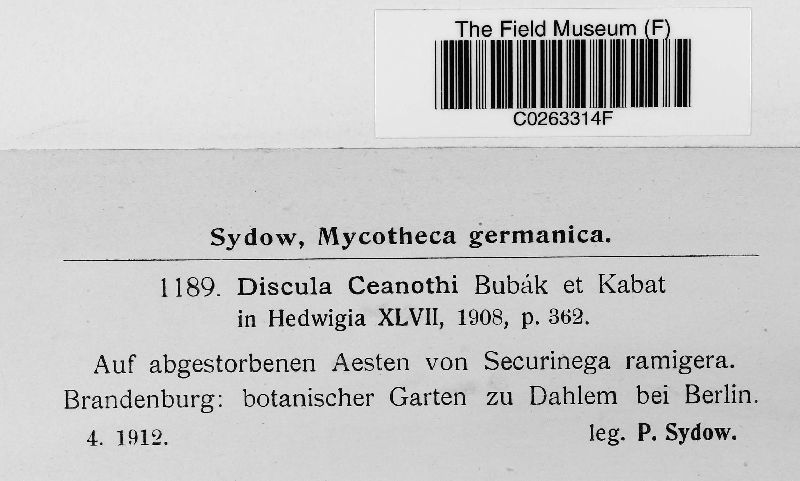 The Field Museum (F)
C0263314F
Sydow, Mycotheca germanica.
1189. Discula Ceanothi Bubák et Kabat
in Hedwigia XLVII, 1908, p. 362.
Auf abgestorbenen Aesten von Securinega ramigera.
Brandenburg: botanischer Garten zu Dahlem bei Berlin.
4. 1912. leg. P. Sydow.